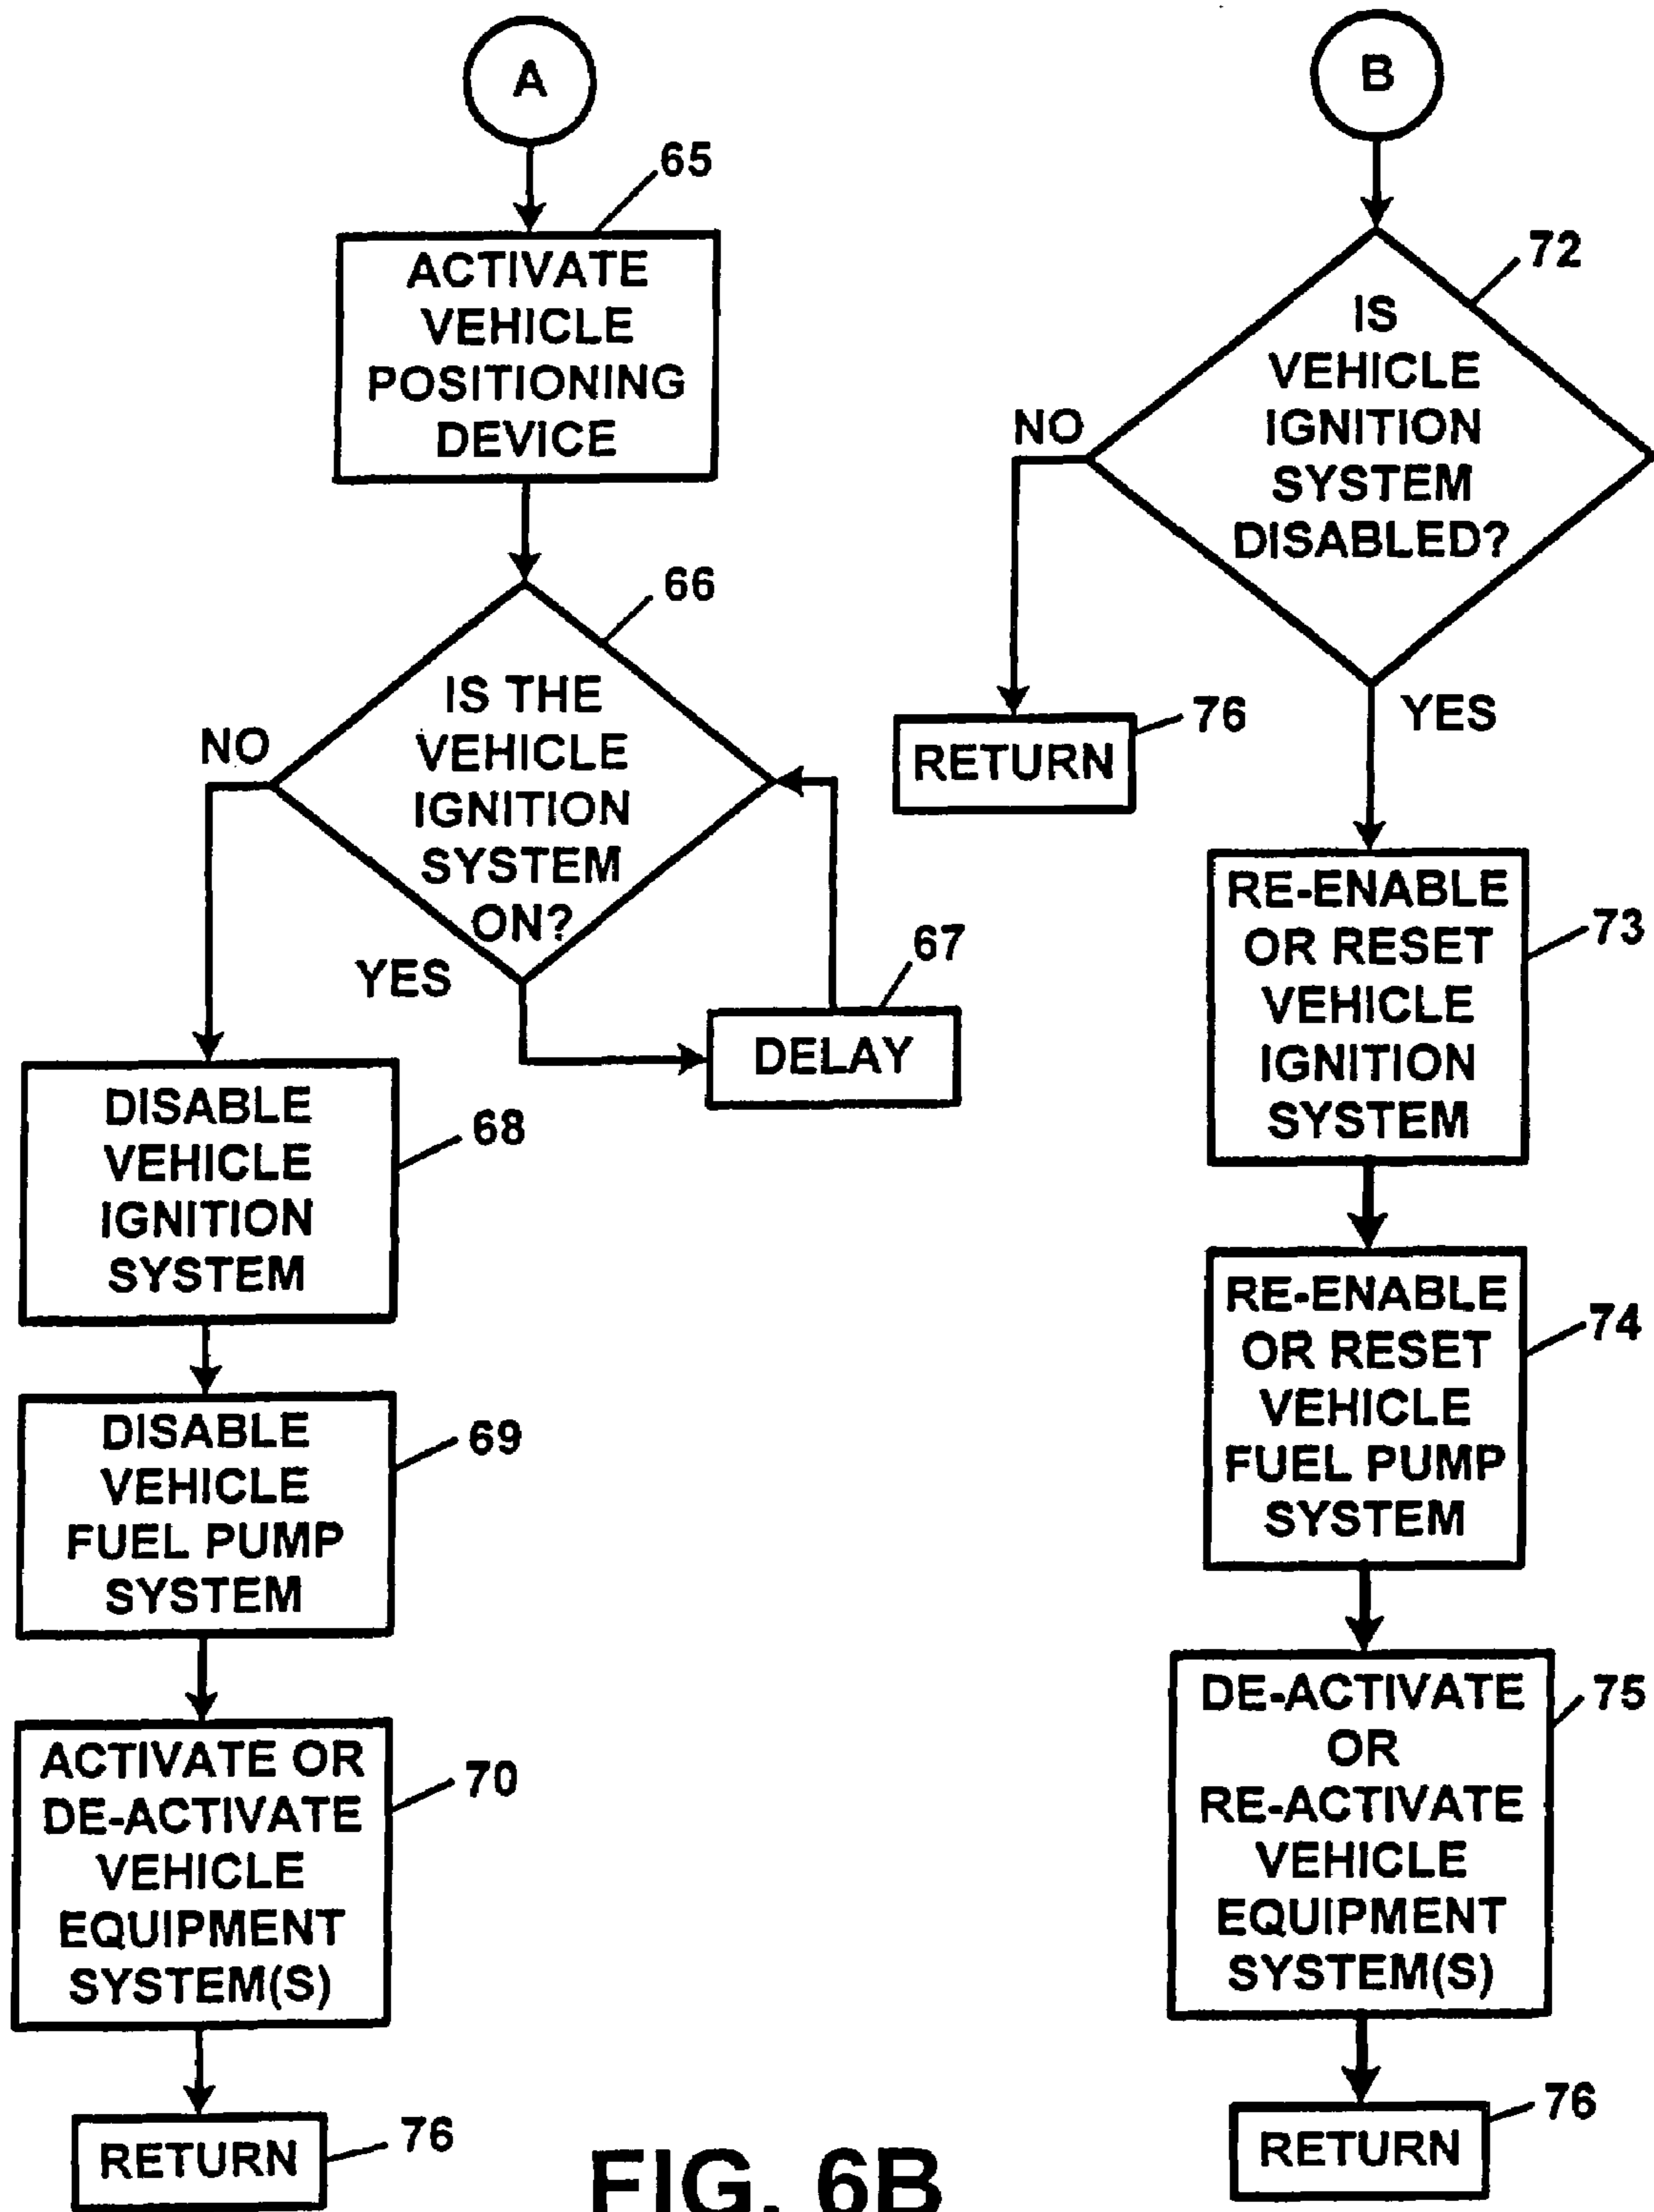 A
65
ACTIVATE
VEHICLE
POSITIONING
DEVICE
66
IS THE
VEHICLE
IGNITION
SYSTEM
ON?
NO
YES
67
DELAY
DISABLE
VEHICLE
IGNITION
SYSTEM
68
DISABLE
VEHICLE
FUEL PUMP
SYSTEM
69
ACTIVATE OR
DE-ACTIVATE
VEHICLE
EQUIPMENT
SYSTEM(S)
70
RETURN
76
B
72
IS
VEHICLE
IGNITION
SYSTEM
DISABLED?
NO
YES
76
RETURN
RE-ENABLE
OR RESET
VEHICLE
IGNITION
SYSTEM
73
RE-ENABLE
OR RESET
VEHICLE
FUEL PUMP
SYSTEM
74
DE-ACTIVATE
OR
RE-ACTIVATE
VEHICLE
EQUIPMENT
SYSTEM(S)
75
RETURN
76
FIG. 6B